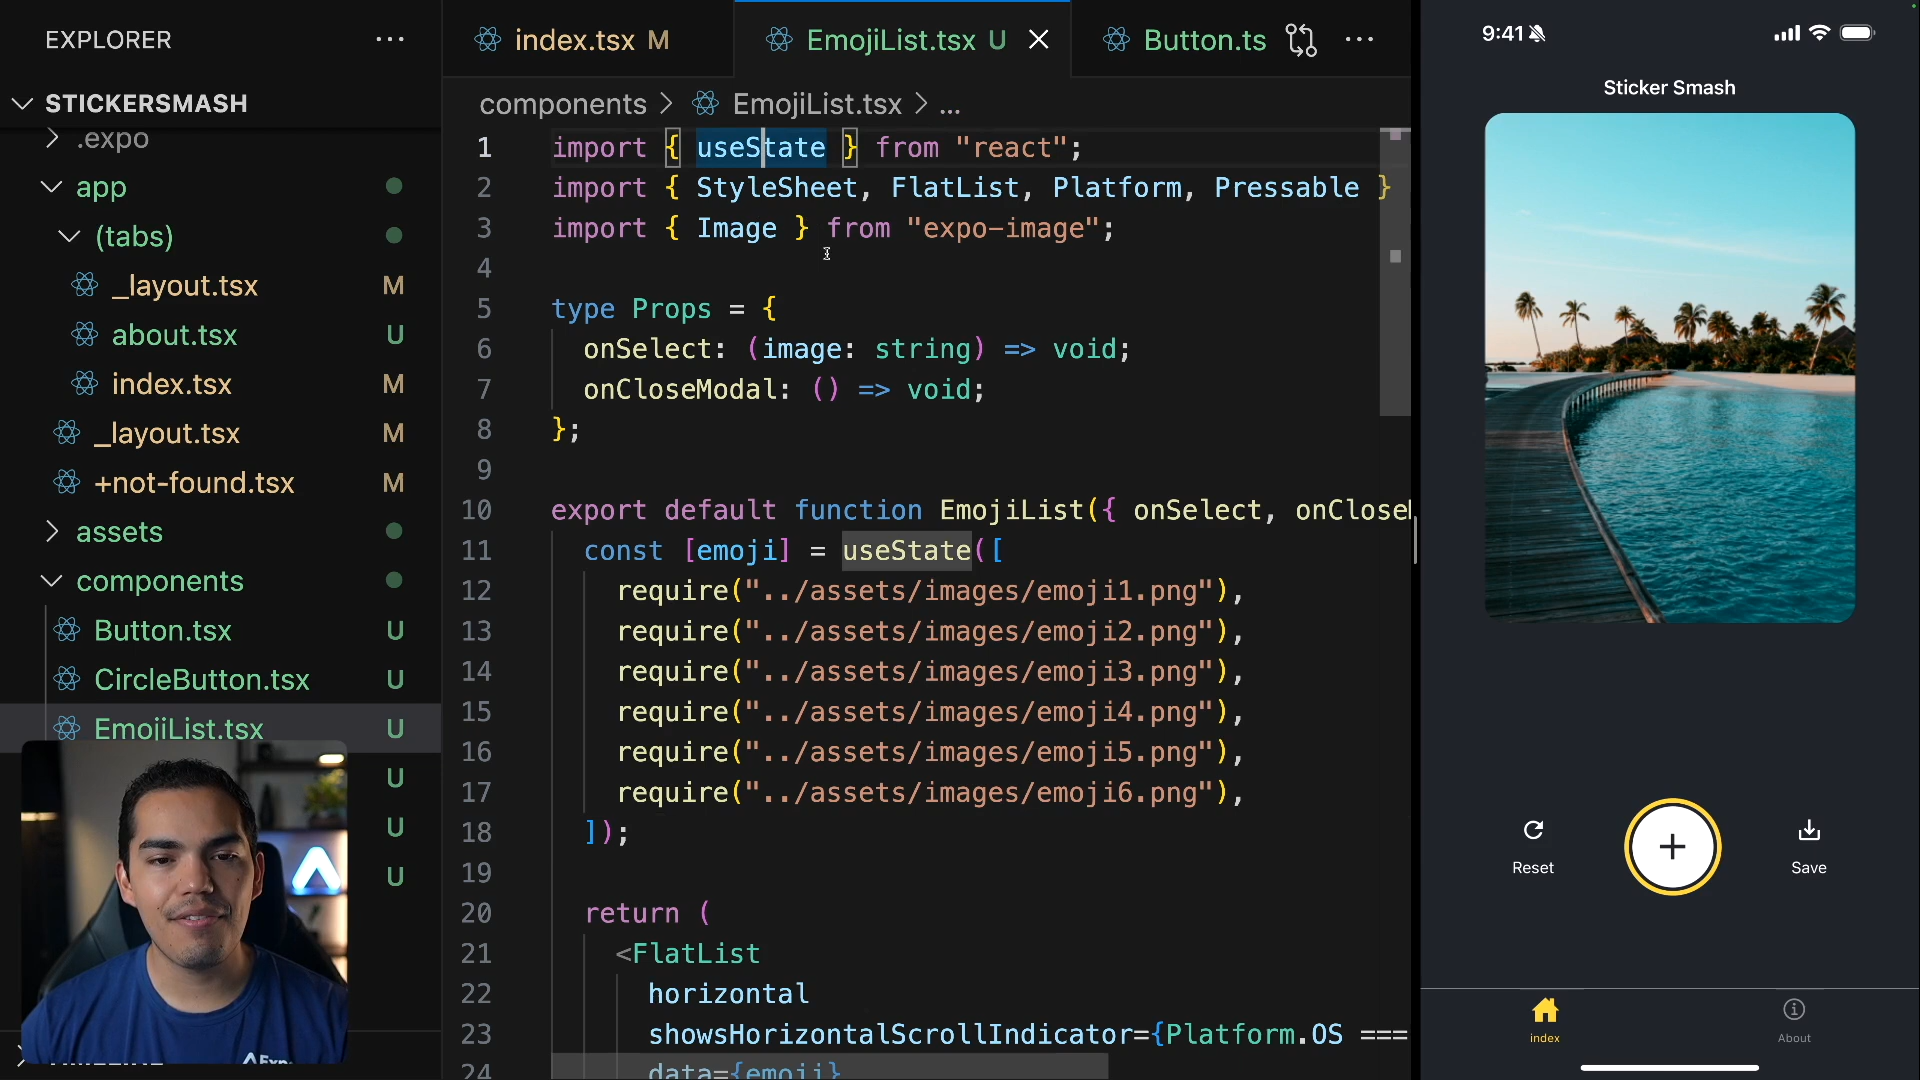 EXPLORER
STICKERSMASH
.expo
app
(tabs)
_layout.tsx M
about.tsx U
index.tsx M
_layout.tsx M
+not-found.tsx M
assets
components
Button.tsx U
CircleButton.tsx U
EmojiList.tsx U
U
U
U
index.tsx M
EmojiList.tsx U
Button.ts
components > EmojiList.tsx > ...
1 import { useState } from "react";
2 import { StyleSheet, FlatList, Platform, Pressable }
3 import { Image } from "expo-image";
4
5 type Props = {
6 onSelect: (image: string) => void;
7 onCloseModal: () => void;
8 };
9
10 export default function EmojiList({ onSelect, onClose
11 const [emoji] = useState([
12 require("../assets/images/emoji1.png"),
13 require("../assets/images/emoji2.png"),
14 require("../assets/images/emoji3.png"),
15 require("../assets/images/emoji4.png"),
16 require("../assets/images/emoji5.png"),
17 require("../assets/images/emoji6.png"),
18 ]);
19
20 return (
21 <FlatList
22 horizontal
23 showsHorizontalScrollIndicator={Platform.OS ===
24 data={emoji}
9:41
Sticker Smash
Reset
Save
index
About